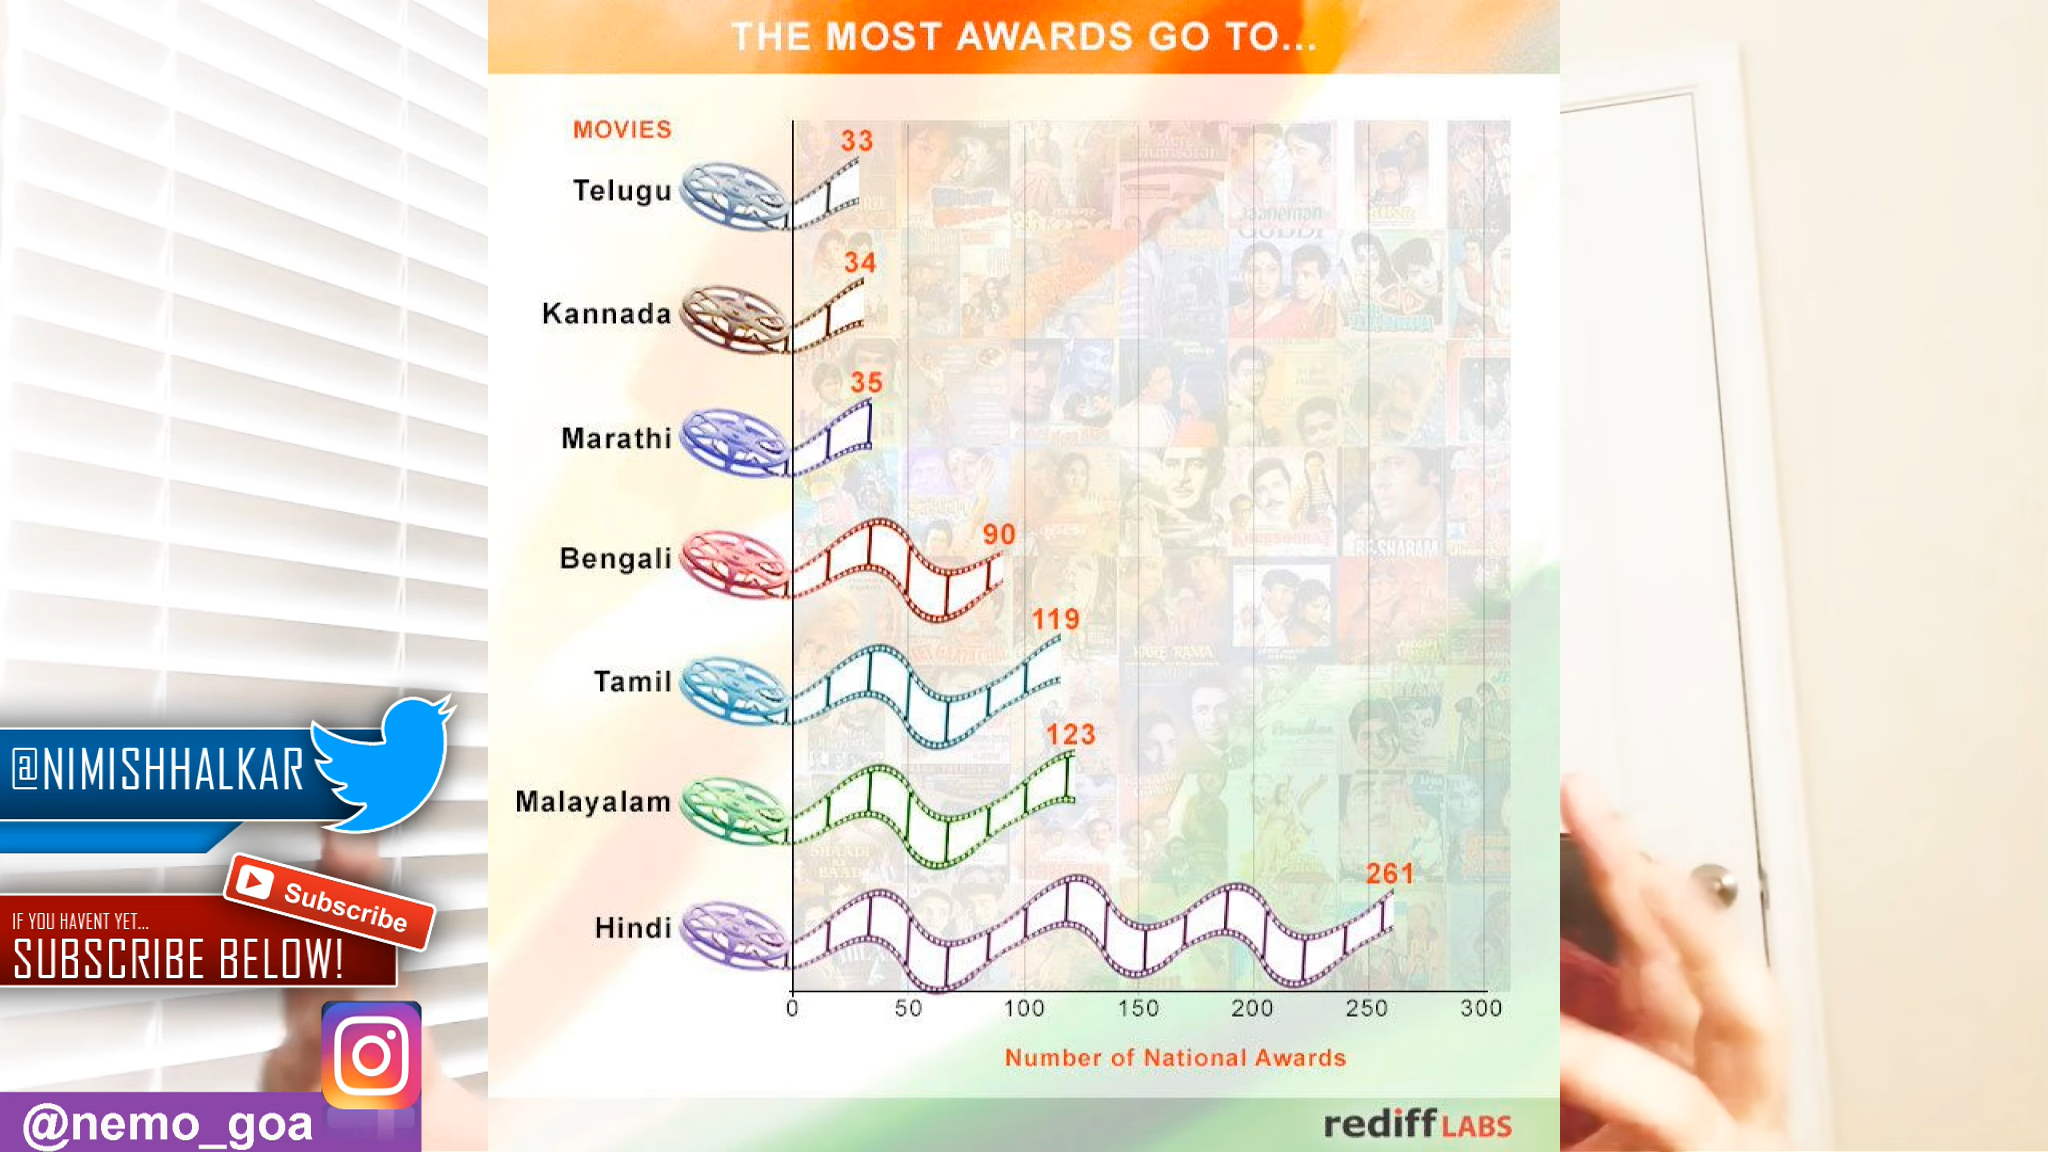 THE MOST AWARDS GO TO...
MOVIES
Telugu
33
Kannada
34
Marathi
35
Bengali
90
Tamil
119
Malayalam
123
Hindi
261
0 50 100 150 200 250 300
Number of National Awards
rediff LABS
@NIMISHHALKAR
Subscribe
IF YOU HAVENT YET...
SUBSCRIBE BELOW!
@nemo_goa